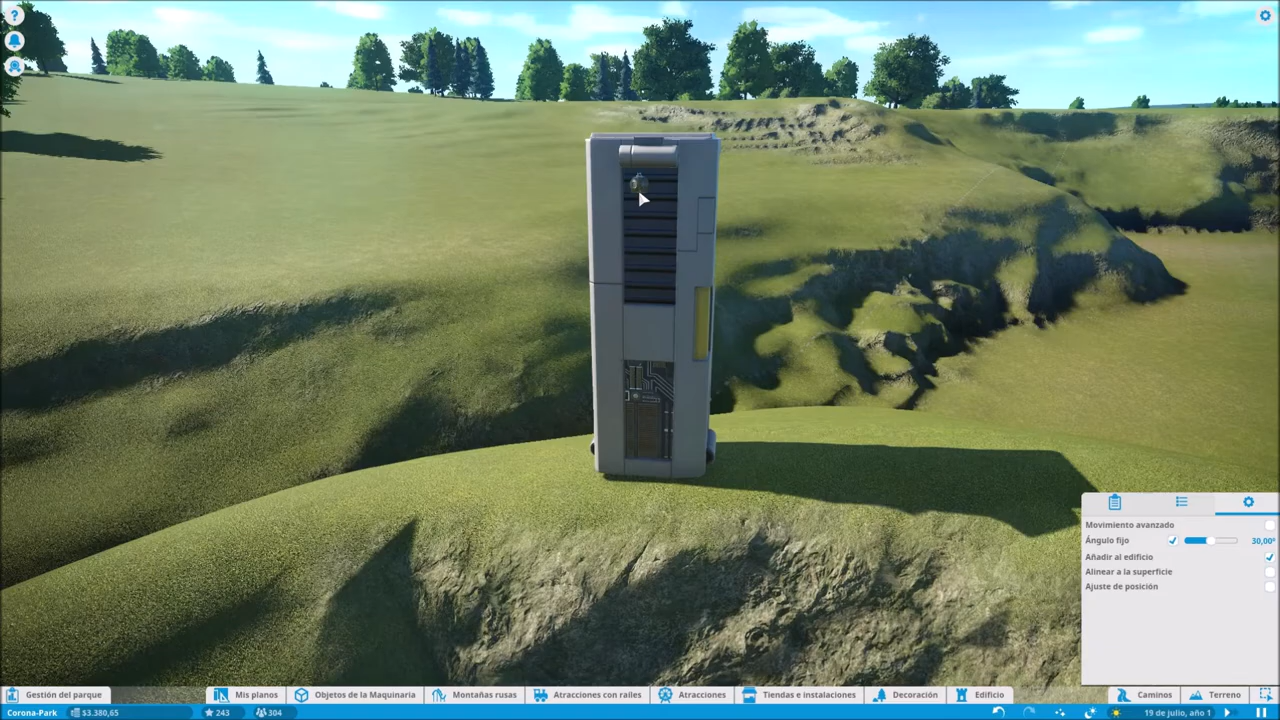 ?
Movimiento avanzado
Ángulo fijo 30,00°
Añadir al edificio
Alinear a la superficie
Ajuste de posición
Gestión del parque Mis planos Objetos de la Maquinaria Montañas rusas Atracciones con raíles Atracciones Tiendas e instalaciones Decoración Edificio Caminos Terreno
Corona-Park $3.380,65 243 304 19 de julio, año 1